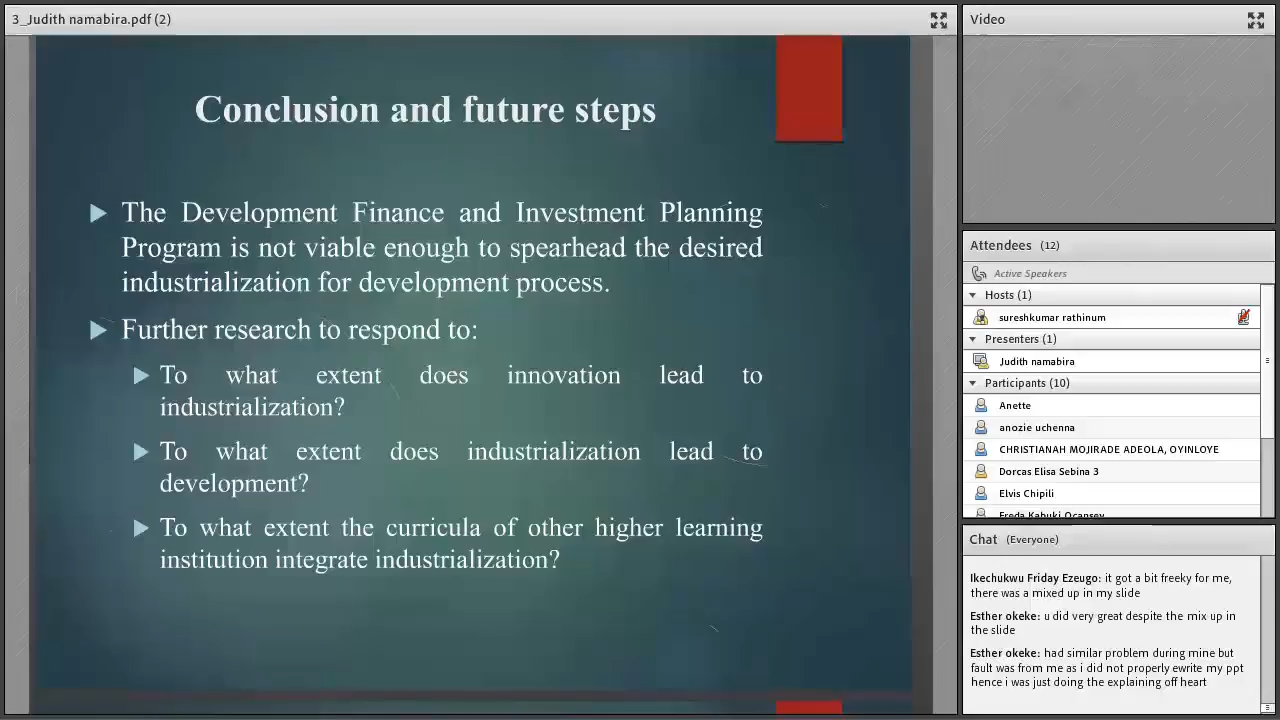 3_Judith namabira.pdf (2)
Conclusion and future steps
The Development Finance and Investment Planning
Program is not viable enough to spearhead the desired
industrialization for development process.
Further research to respond to:
To what extent does innovation lead to
industrialization?
To what extent does industrialization lead to
development?
To what extent the curricula of other higher learning
institution integrate industrialization?
Video
Attendees (12)
Active Speakers
Hosts (1)
sureshkumar rathinum
Presenters (1)
Judith namabira
Participants (10)
Anette
anozie uchenna
CHRISTIANAH MOJIRADE ADEOLA, OYINLOYE
Dorcas Elisa Sebina 3
Elvis Chipili
Freda Kabuki Ocansey
Chat (Everyone)
Ikechukwu Friday Ezeugo: it got a bit freeky for me,
there was a mixed up in my slide
Esther okeke: u did very great despite the mix up in
the slide
Esther okeke: had similar problem during mine but
fault was from me as i did not properly ewrite my ppt
hence i was just doing the explaining off heart